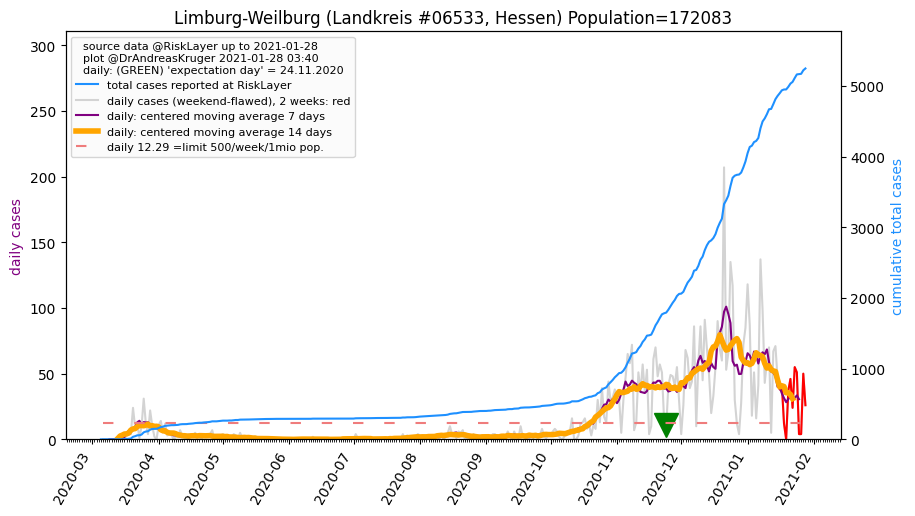 Limburg-Weilburg (Landkreis #06533, Hessen) Population=172083
source data @RiskLayer up to 2021-01-28
plot @DrAndreasKruger 2021-01-28 03:40
daily: (GREEN) 'expectation day' = 24.11.2020
total cases reported at RiskLayer
daily cases (weekend-flawed), 2 weeks: red
daily: centered moving average 7 days
daily: centered moving average 14 days
daily 12.29 =limit 500/week/1mio pop.
daily cases
300
250
200
150
100
50
0
cumulative total cases
5000
4000
3000
2000
1000
0
2020-03
2020-04
2020-05
2020-06
2020-07
2020-08
2020-09
2020-10
2020-11
2020-12
2021-01
2021-02